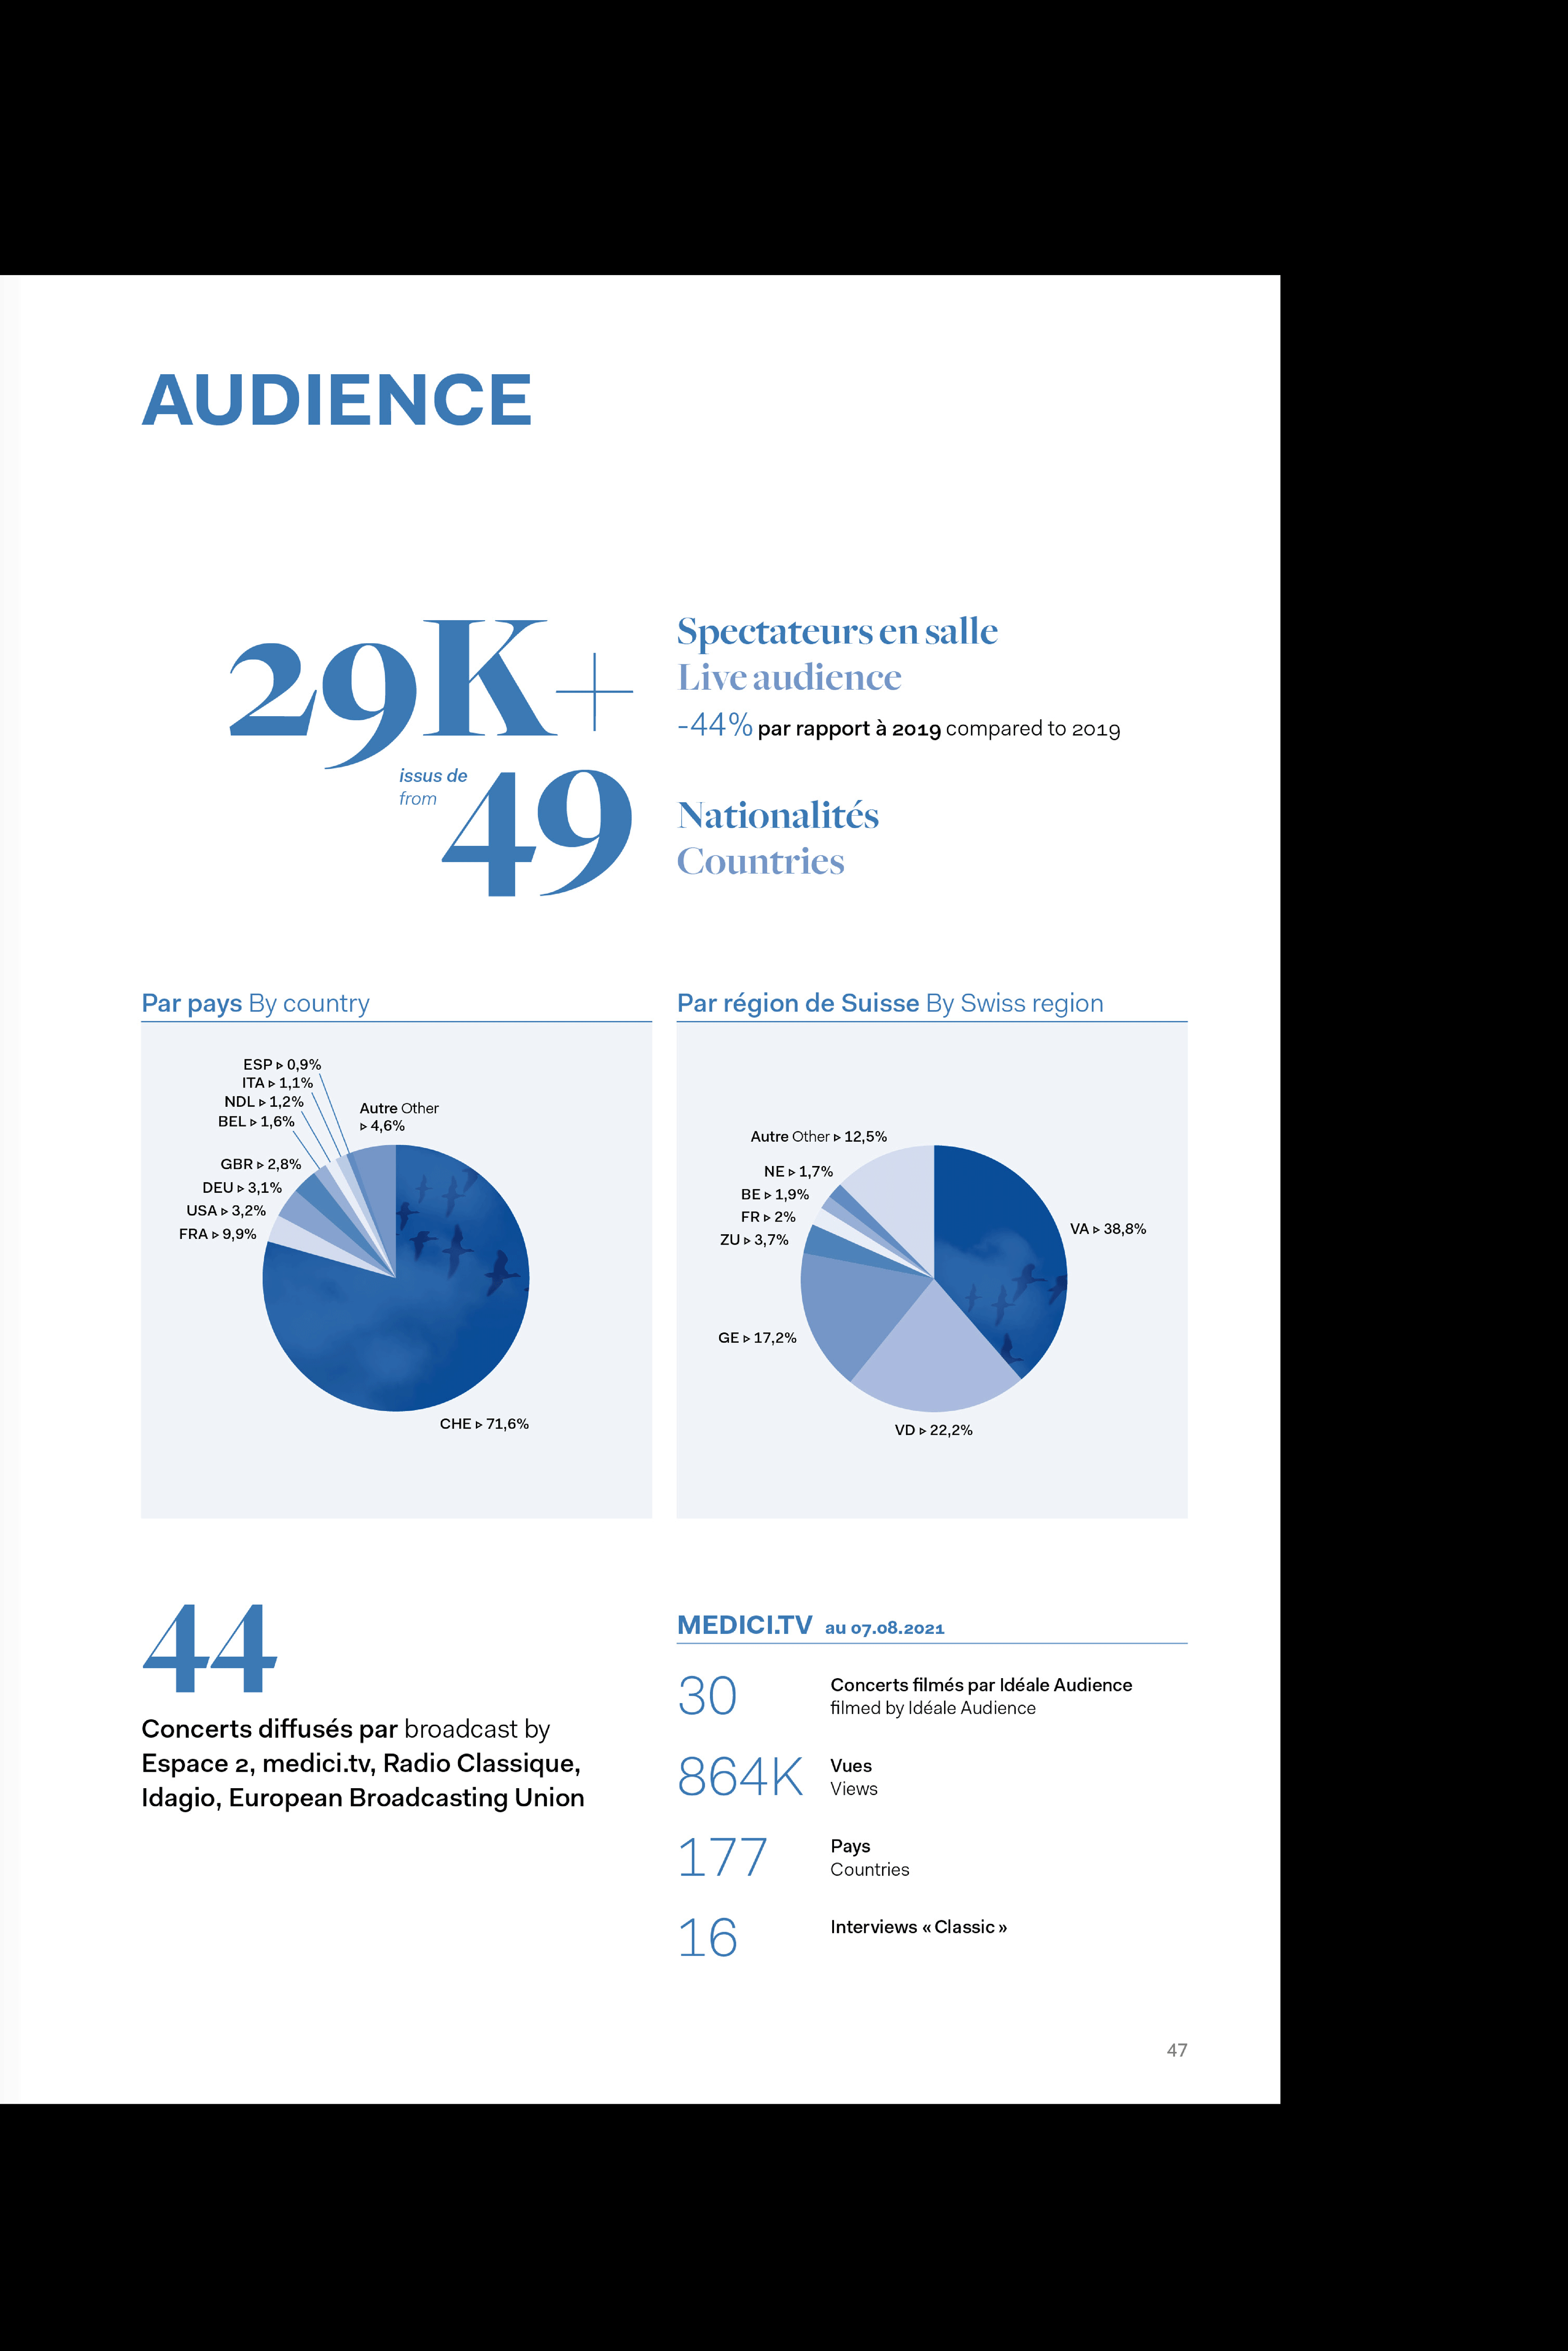 AUDIENCE
29K+
Spectateurs en salle
Live audience
-44% par rapport à 2019 compared to 2019
issus de
from
49
Nationalités
Countries
Par pays By country
ESP ▹ 0,9%
ITA ▹ 1,1%
NDL ▹ 1,2%
BEL ▹ 1,6%
Autre Other
▹ 4,6%
GBR ▹ 2,8%
DEU ▹ 3,1%
USA ▹ 3,2%
FRA ▹ 9,9%
CHE ▹ 71,6%
Par région de Suisse By Swiss region
Autre Other ▹ 12,5%
NE ▹ 1,7%
BE ▹ 1,9%
FR ▹ 2%
ZU ▹ 3,7%
VA ▹ 38,8%
GE ▹ 17,2%
VD ▹ 22,2%
44
Concerts diffusés par broadcast by
Espace 2, medici.tv, Radio Classique,
Idagio, European Broadcasting Union
MEDICI.TV au 07.08.2021
30
Concerts filmés par Idéale Audience
filmed by Idéale Audience
864K
Vues
Views
177
Pays
Countries
16
Interviews « Classic »
47